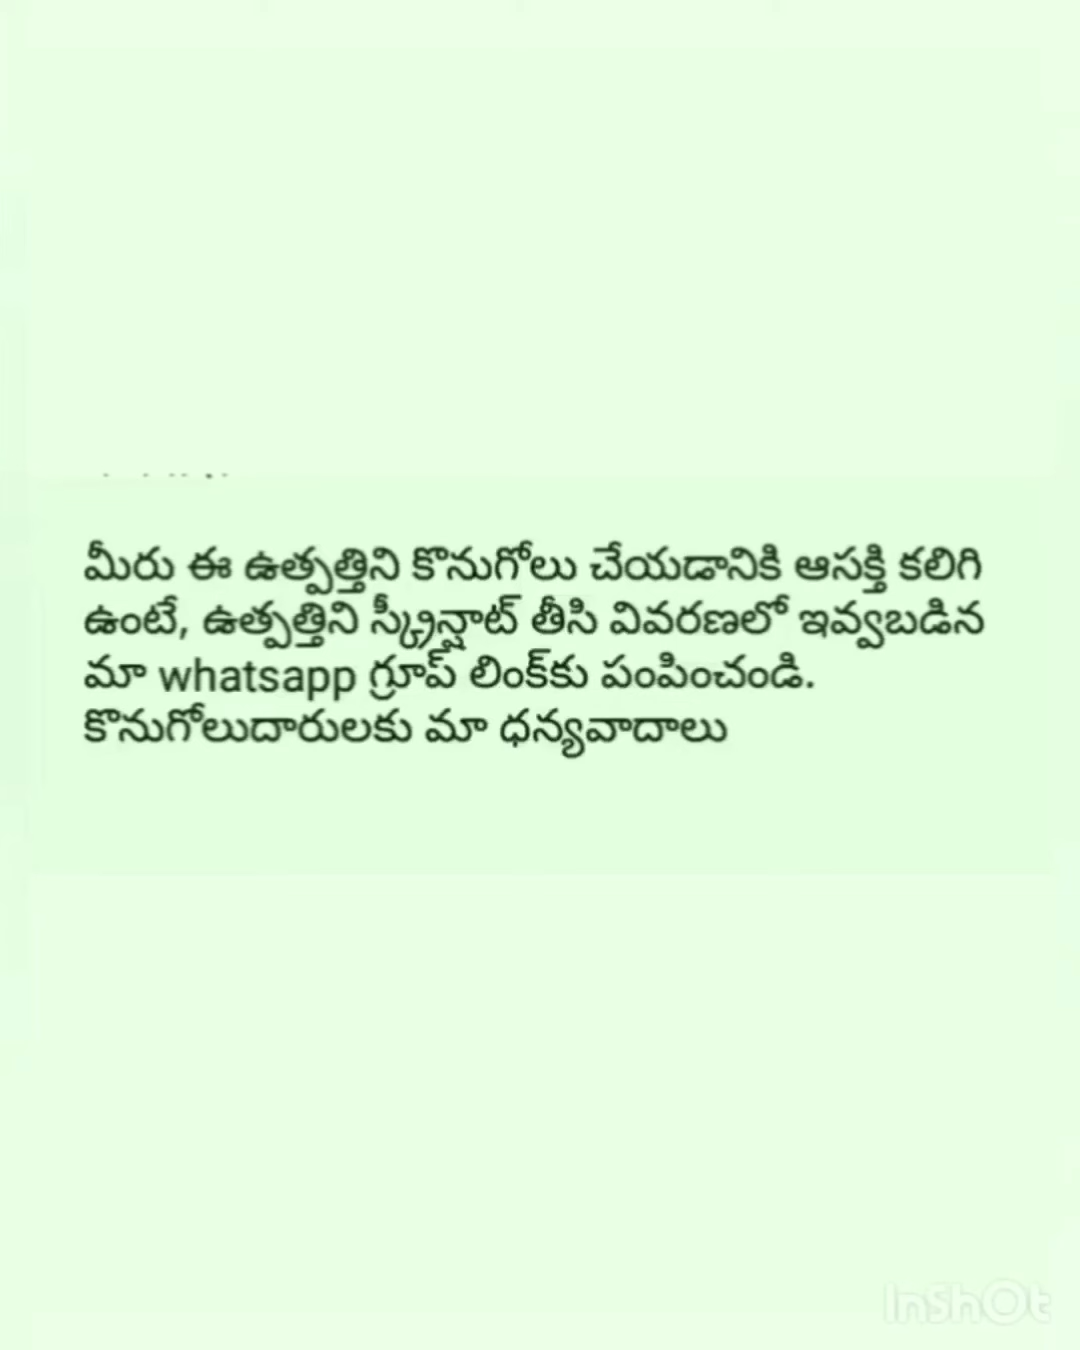 మీరు ఈ ఉత్పత్తిని కొనుగోలు చేయడానికి ఆసక్తి కలిగి
ఉంటే, ఉత్పత్తిని స్క్రీన్షాట్ తీసి వివరణలో ఇవ్వబడిన
మా whatsapp గ్రూప్ లింక్‌కు పంపించండి.
కొనుగోలుదారులకు మా ధన్యవాదాలు
InShOt